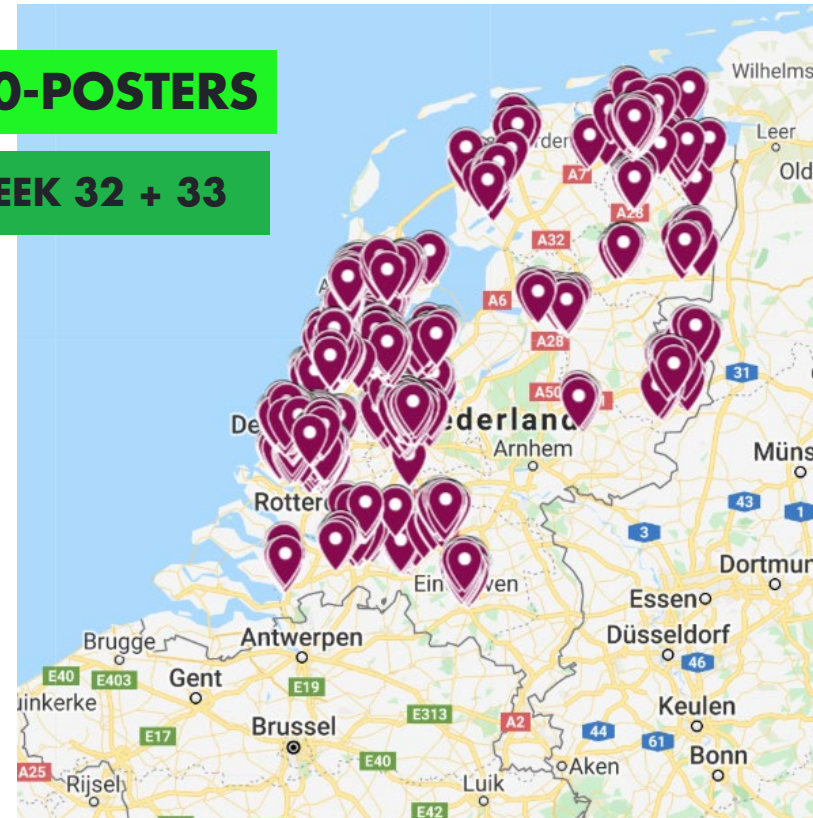 0-POSTERS
EEK 32 + 33
Wilhelms
Leer
Old
A7
A28
A32
A6
A28
31
A50
De
ederland
Arnhem
Müns
Rotter
43
1
3
Dortmun
Ein
ven
Essen
Düsseldorf
Brugge
Antwerpen
46
E40
E403
Gent
E19
uinkerke
Keulen
E313
A2
Brussel
44
E17
61
Bonn
E40
Aken
A25
Rijsel
Luik
E42